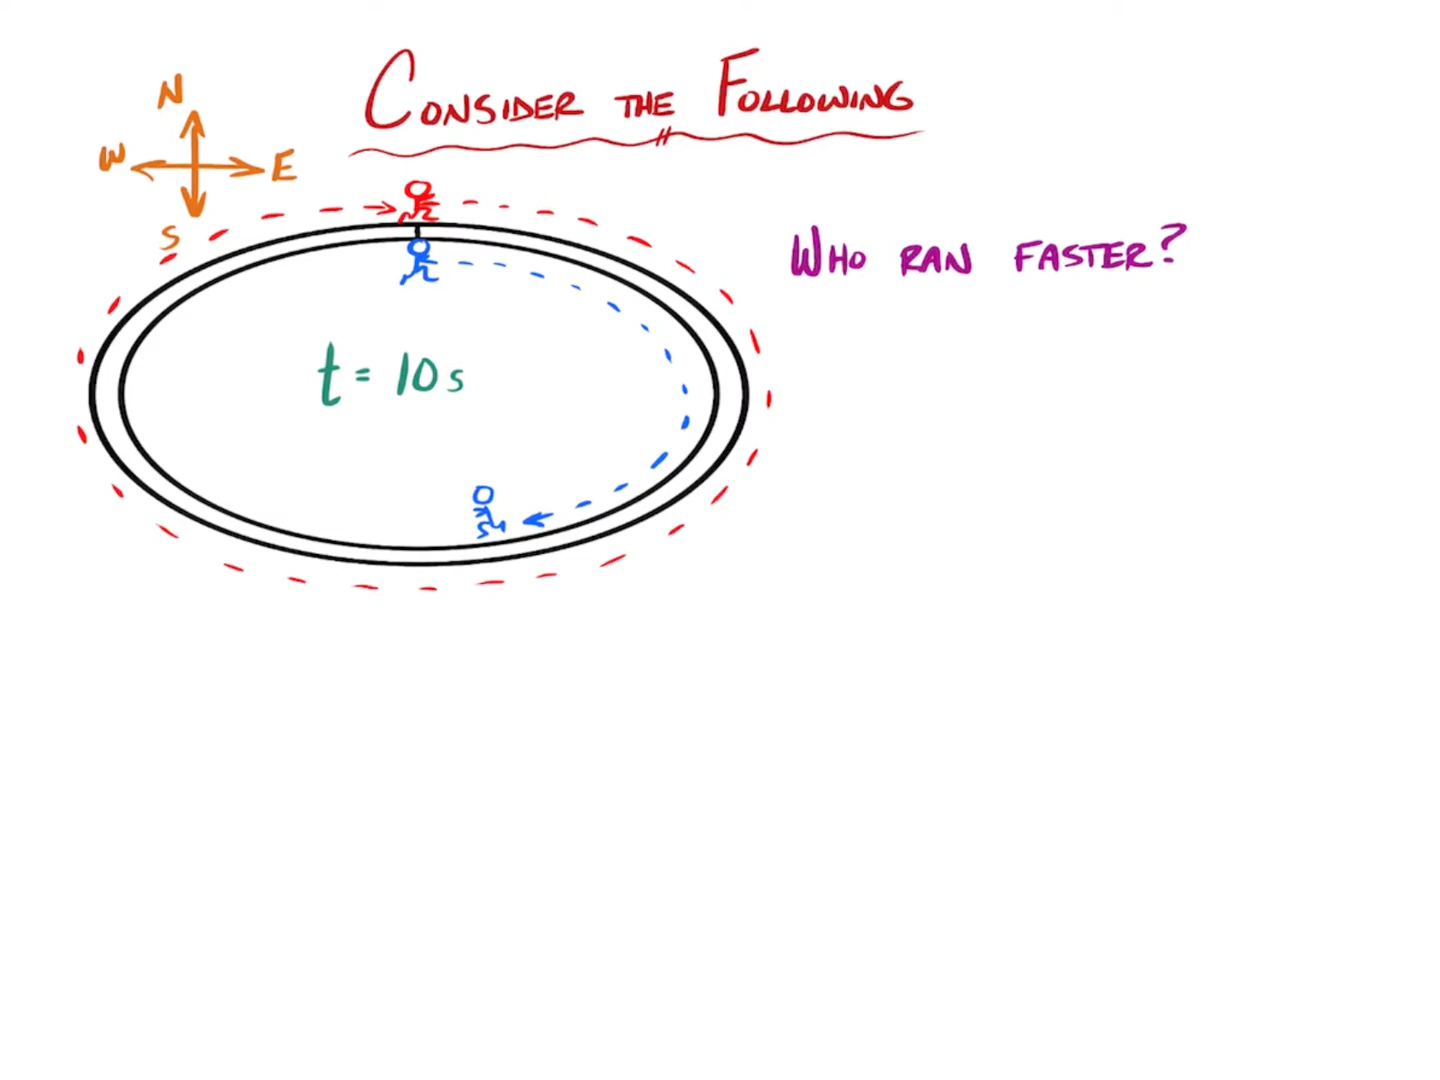 CONSIDER THE FOLLOWING
N
W E
S
WHO RAN FASTER?
t = 10 s